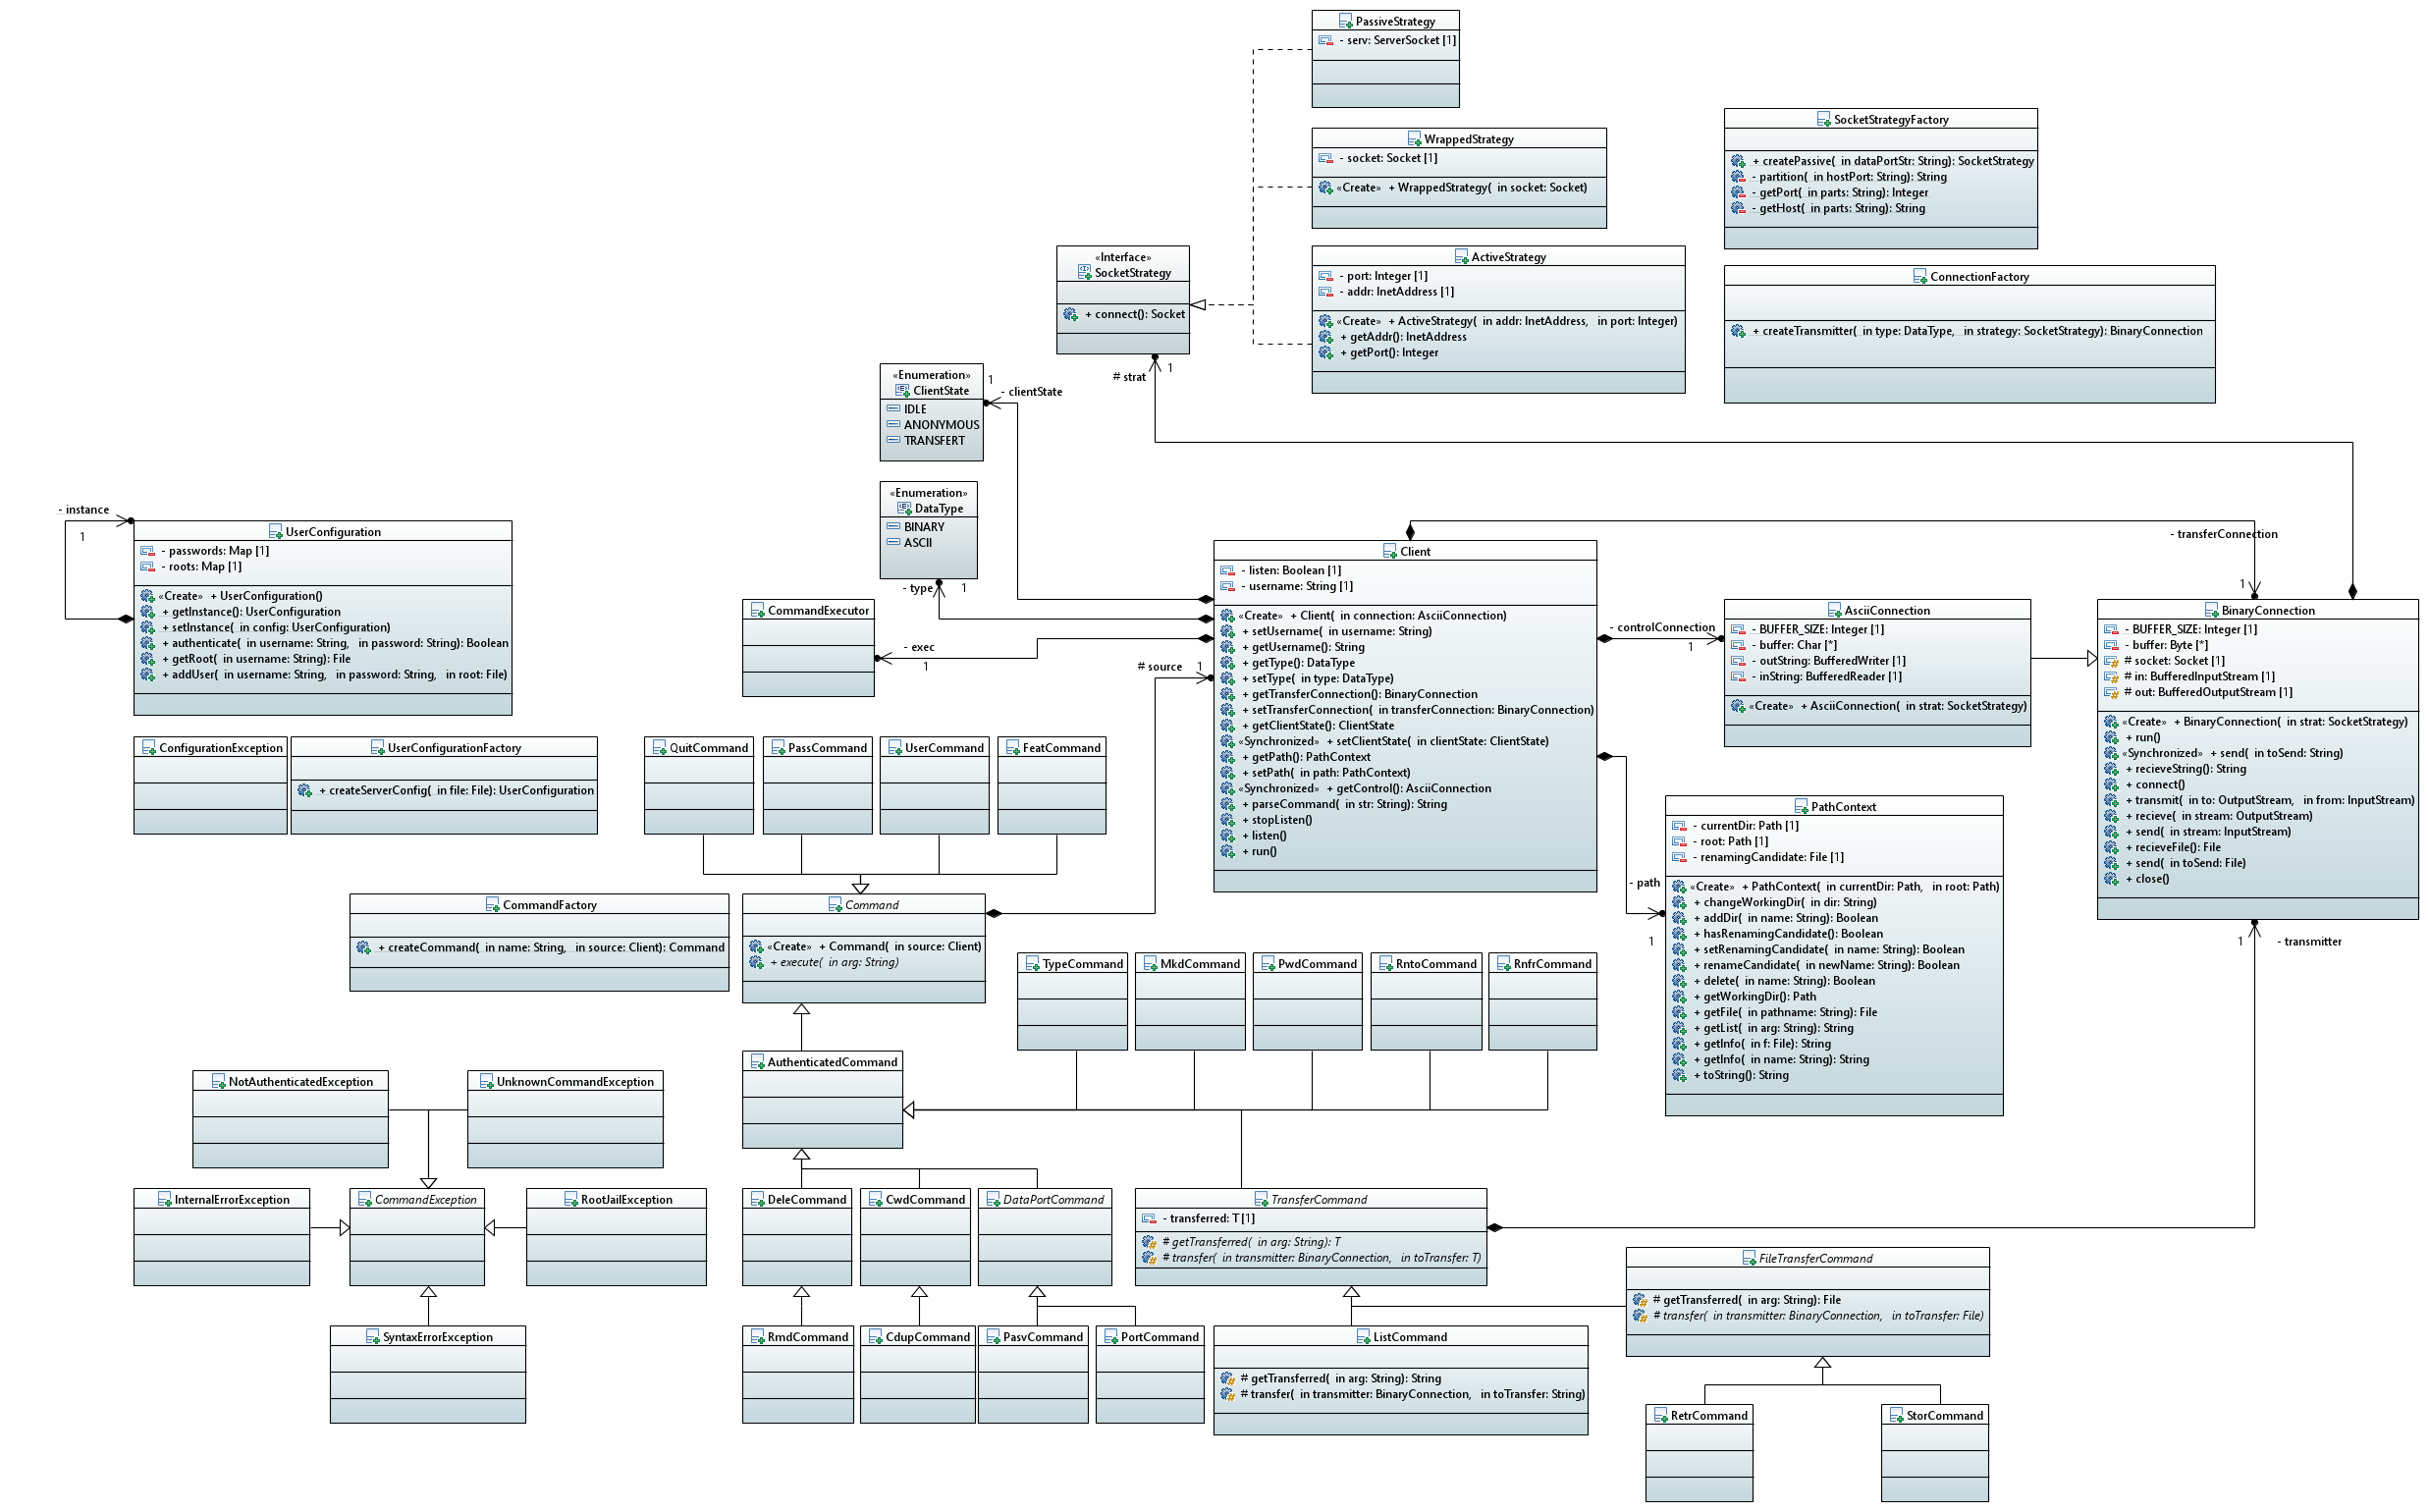 PassiveStrategy
- serv: ServerSocket [1]
WrappedStrategy
- socket: Socket [1]
«Create» + WrappedStrategy( in socket: Socket)
SocketStrategyFactory
+ createPassive( in dataPortStr: String): SocketStrategy
- partition( in hostPort: String): String
- getPort( in parts: String): Integer
- getHost( in parts: String): String
«Interface»
SocketStrategy
+ connect(): Socket
ActiveStrategy
- port: Integer [1]
- addr: InetAddress [1]
«Create» + ActiveStrategy( in addr: InetAddress, in port: Integer)
+ getAddr(): InetAddress
+ getPort(): Integer
ConnectionFactory
+ createTransmitter( in type: DataType, in strategy: SocketStrategy): BinaryConnection
# strat
1
«Enumeration»
ClientState
IDLE
ANONYMOUS
TRANSFERT
1
- clientState
«Enumeration»
DataType
BINARY
ASCII
- type
1
- instance
1
UserConfiguration
- passwords: Map [1]
- roots: Map [1]
«Create» + UserConfiguration()
+ getInstance(): UserConfiguration
+ setInstance( in config: UserConfiguration)
+ authenticate( in username: String, in password: String): Boolean
+ getRoot( in username: String): File
+ addUser( in username: String, in password: String, in root: File)
CommandExecutor
- exec
1
# source
1
Client
- listen: Boolean [1]
- username: String [1]
«Create» + Client( in connection: AsciiConnection)
+ setUsername( in username: String)
+ getUsername(): String
+ getType(): DataType
+ setType( in type: DataType)
+ getTransferConnection(): BinaryConnection
+ setTransferConnection( in transferConnection: BinaryConnection)
+ getClientState(): ClientState
«Synchronized» + setClientState( in clientState: ClientState)
+ getPath(): PathContext
+ setPath( in path: PathContext)
«Synchronized» + getControl(): AsciiConnection
+ parseCommand( in str: String): String
+ stopListen()
+ listen()
+ run()
- transferConnection
1
- controlConnection
1
AsciiConnection
- BUFFER_SIZE: Integer [1]
- buffer: Char [*]
- outString: BufferedWriter [1]
- inString: BufferedReader [1]
«Create» + AsciiConnection( in strat: SocketStrategy)
BinaryConnection
- BUFFER_SIZE: Integer [1]
- buffer: Byte [*]
# socket: Socket [1]
# in: BufferedInputStream [1]
# out: BufferedOutputStream [1]
«Create» + BinaryConnection( in strat: SocketStrategy)
+ run()
«Synchronized» + send( in toSend: String)
+ recieveString(): String
+ connect()
+ transmit( in to: OutputStream, in from: InputStream)
+ recieve( in stream: OutputStream)
+ send( in stream: InputStream)
+ recieveFile(): File
+ send( in toSend: File)
+ close()
1
- transmitter
- path
1
PathContext
- currentDir: Path [1]
- root: Path [1]
- renamingCandidate: File [1]
«Create» + PathContext( in currentDir: Path, in root: Path)
+ changeWorkingDir( in dir: String)
+ addDir( in name: String): Boolean
+ hasRenamingCandidate(): Boolean
+ setRenamingCandidate( in name: String): Boolean
+ renameCandidate( in newName: String): Boolean
+ delete( in name: String): Boolean
+ getWorkingDir(): Path
+ getFile( in pathname: String): File
+ getList( in arg: String): String
+ getInfo( in f: File): String
+ getInfo( in name: String): String
+ toString(): String
ConfigurationException
UserConfigurationFactory
+ createServerConfig( in file: File): UserConfiguration
QuitCommand
PassCommand
UserCommand
FeatCommand
CommandFactory
+ createCommand( in name: String, in source: Client): Command
Command
«Create» + Command( in source: Client)
+ execute( in arg: String)
TypeCommand
MkdCommand
PwdCommand
RntoCommand
RnfrCommand
AuthenticatedCommand
NotAuthenticatedException
UnknownCommandException
InternalErrorException
CommandException
RootJailException
SyntaxErrorException
DeleCommand
CwdCommand
DataPortCommand
TransferCommand
- transferred: T [1]
# getTransferred( in arg: String): T
# transfer( in transmitter: BinaryConnection, in toTransfer: T)
FileTransferCommand
# getTransferred( in arg: String): File
# transfer( in transmitter: BinaryConnection, in toTransfer: File)
RmdCommand
CdupCommand
PasvCommand
PortCommand
ListCommand
# getTransferred( in arg: String): String
# transfer( in transmitter: BinaryConnection, in toTransfer: String)
RetrCommand
StorCommand